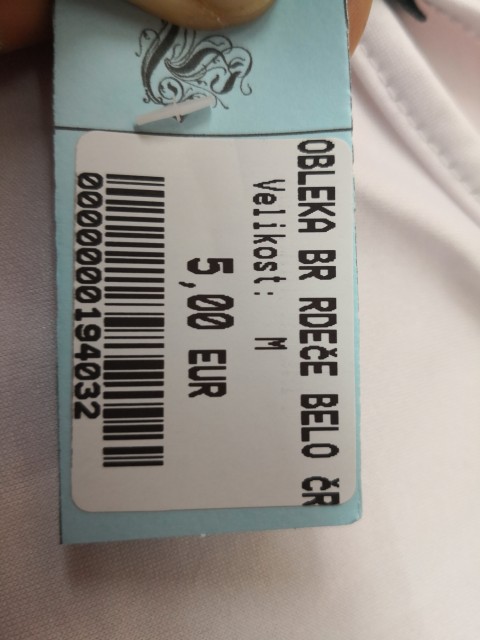 OBLEKA BR RDEČE BELO ČR
Velikost: M
5,00 EUR
0000000194032